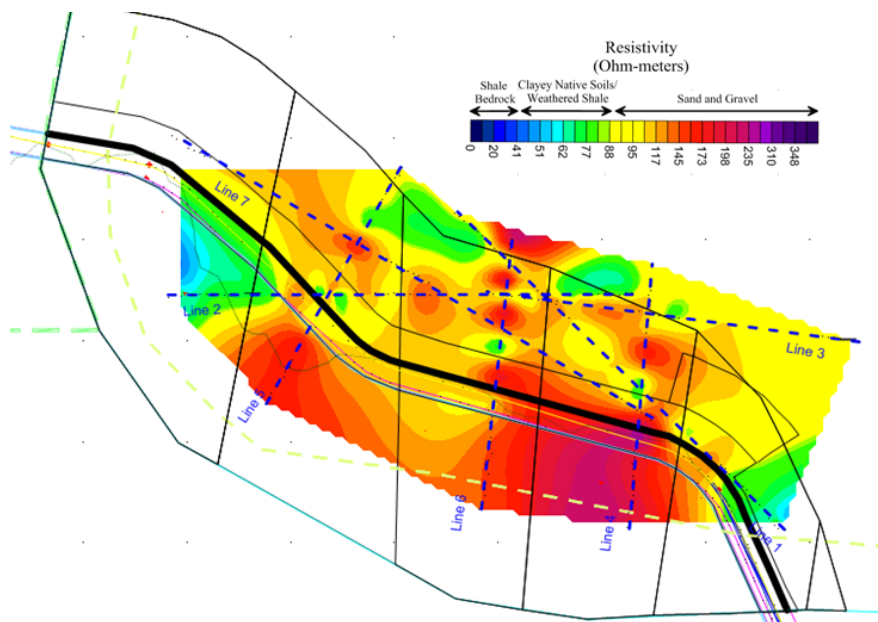 Resistivity
(Ohm-meters)
Shale
Bedrock
Clayey Native Soils/
Weathered Shale
Sand and Gravel
0 20 41 51 62 77 88 95 117 145 173 198 235 310 348
Line 7
Line 2
Line 3
Line 5
Line 6
Line 4
Line 1